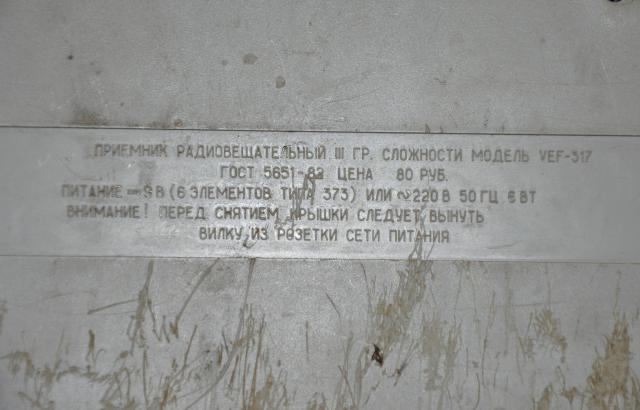 ПРИЕМНИК РАДИОВЕЩАТЕЛЬНЫЙ III ГР. СЛОЖНОСТИ МОДЕЛЬ VEF-317
ГОСТ 5651-82 ЦЕНА 80 РУБ.
ПИТАНИЕ ⎓ 9 В (6 ЭЛЕМЕНТОВ ТИПА 373) ИЛИ ~220 В 50 ГЦ 6 ВТ
ВНИМАНИЕ! ПЕРЕД СНЯТИЕМ КРЫШКИ СЛЕДУЕТ ВЫНУТЬ
ВИЛКУ ИЗ РОЗЕТКИ СЕТИ ПИТАНИЯ